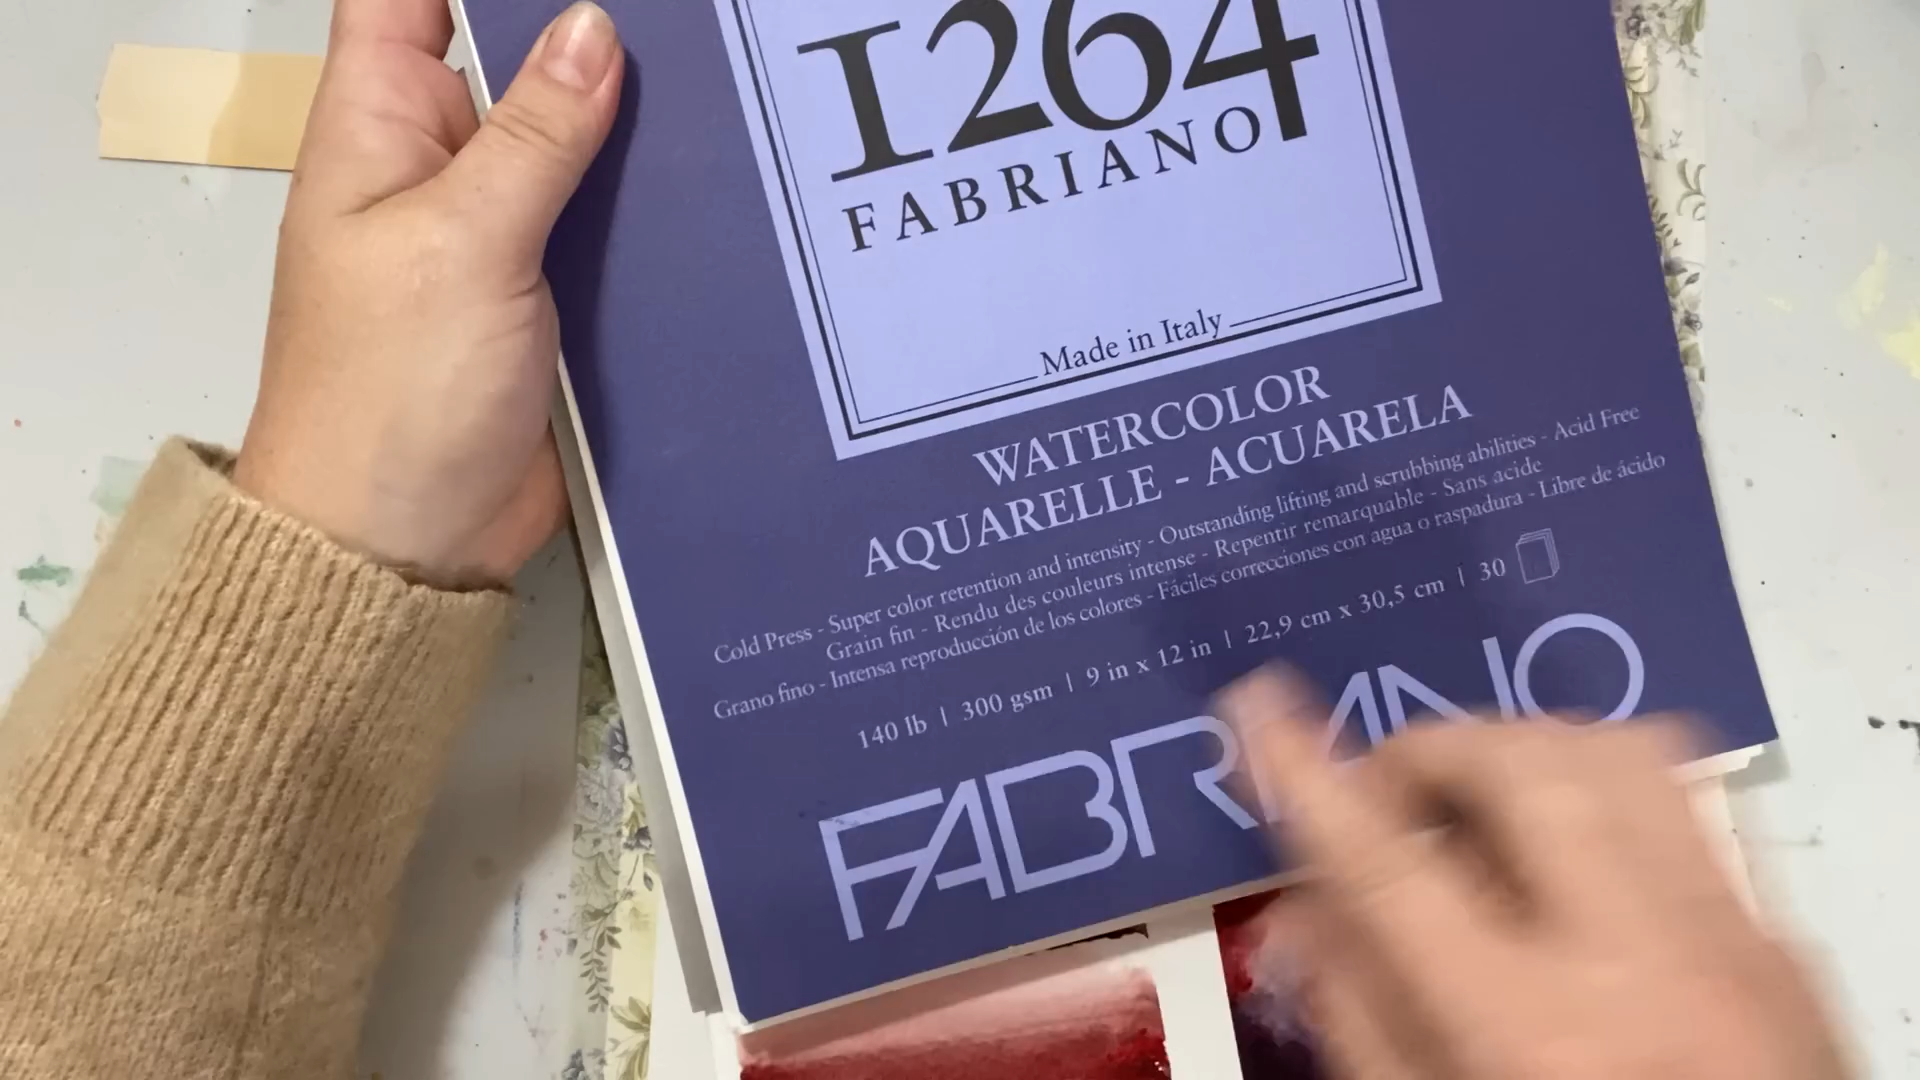 1264
FABRIANO
Made in Italy
WATERCOLOR
AQUARELLE - ACUARELA
Cold Press - Super color retention and intensity - Outstanding lifting and scrubbing abilities - Acid Free
Grain fin - Rendu des couleurs intense - Repentir remarquable - Sans acide
Grano fino - Intensa reproducción de los colores - Fáciles correcciones con agua o raspadura - Libre de ácido
140 lb | 300 gsm | 9 in x 12 in | 22,9 cm x 30,5 cm | 30
FABRIANO